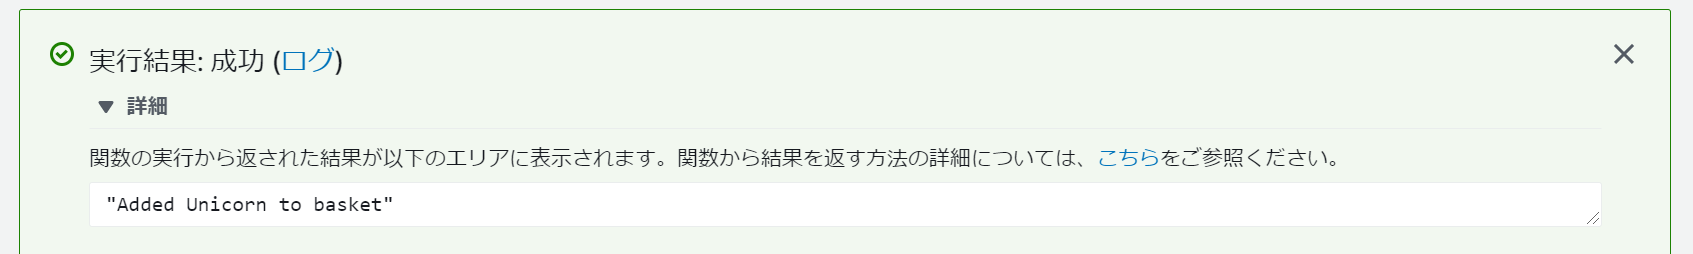 実行結果: 成功 (ログ)
詳細
関数の実行から返された結果が以下のエリアに表示されます。関数から結果を返す方法の詳細については、こちらをご参照ください。
"Added Unicorn to basket"